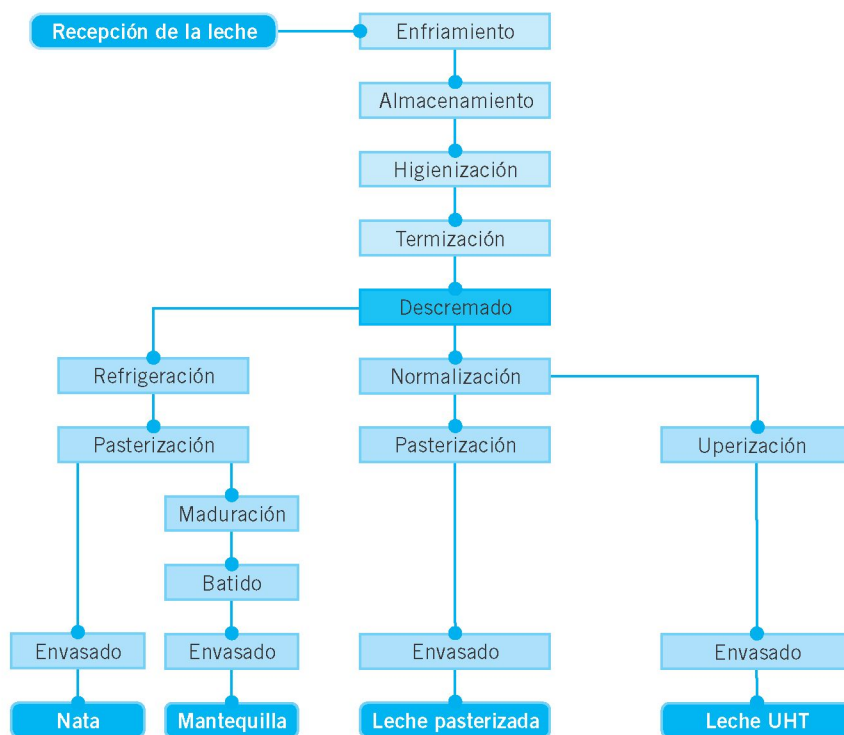 Recepción de la leche
Enfriamiento
Almacenamiento
Higienización
Termización
Descremado
Refrigeración
Normalización
Pasterización
Pasterización
Uperización
Maduración
Batido
Envasado
Envasado
Envasado
Envasado
Nata
Mantequilla
Leche pasterizada
Leche UHT